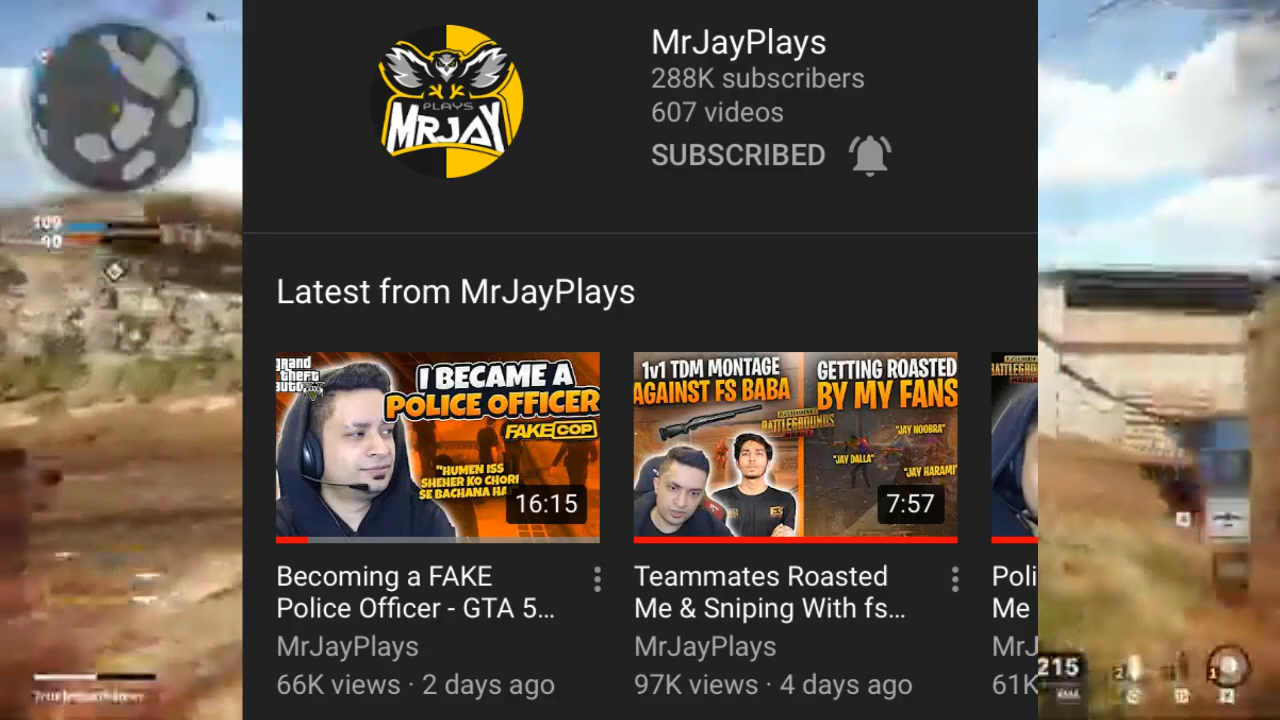 109
90
PLAYS
MRJAY
MrJayPlays
288K subscribers
607 videos
SUBSCRIBED
Latest from MrJayPlays
grand
theft
auto
V
I BECAME A
POLICE OFFICER
FAKE COP
"HUMEN ISS
SHEHER KO CHORI
SE BACHANA HA
16:15
1v1 TDM MONTAGE
AGAINST FS BABA
BATTLEGROUNDS
GETTING ROASTED
BY MY FANS
"JAY NOOBRA"
"JAY DALLA"
"JAY HARAMI"
7:57
Becoming a FAKE
Police Officer - GTA 5...
MrJayPlays
66K views · 2 days ago
Teammates Roasted
Me & Sniping With fs...
MrJayPlays
97K views · 4 days ago
Poli
Me
MrJ
61K
215